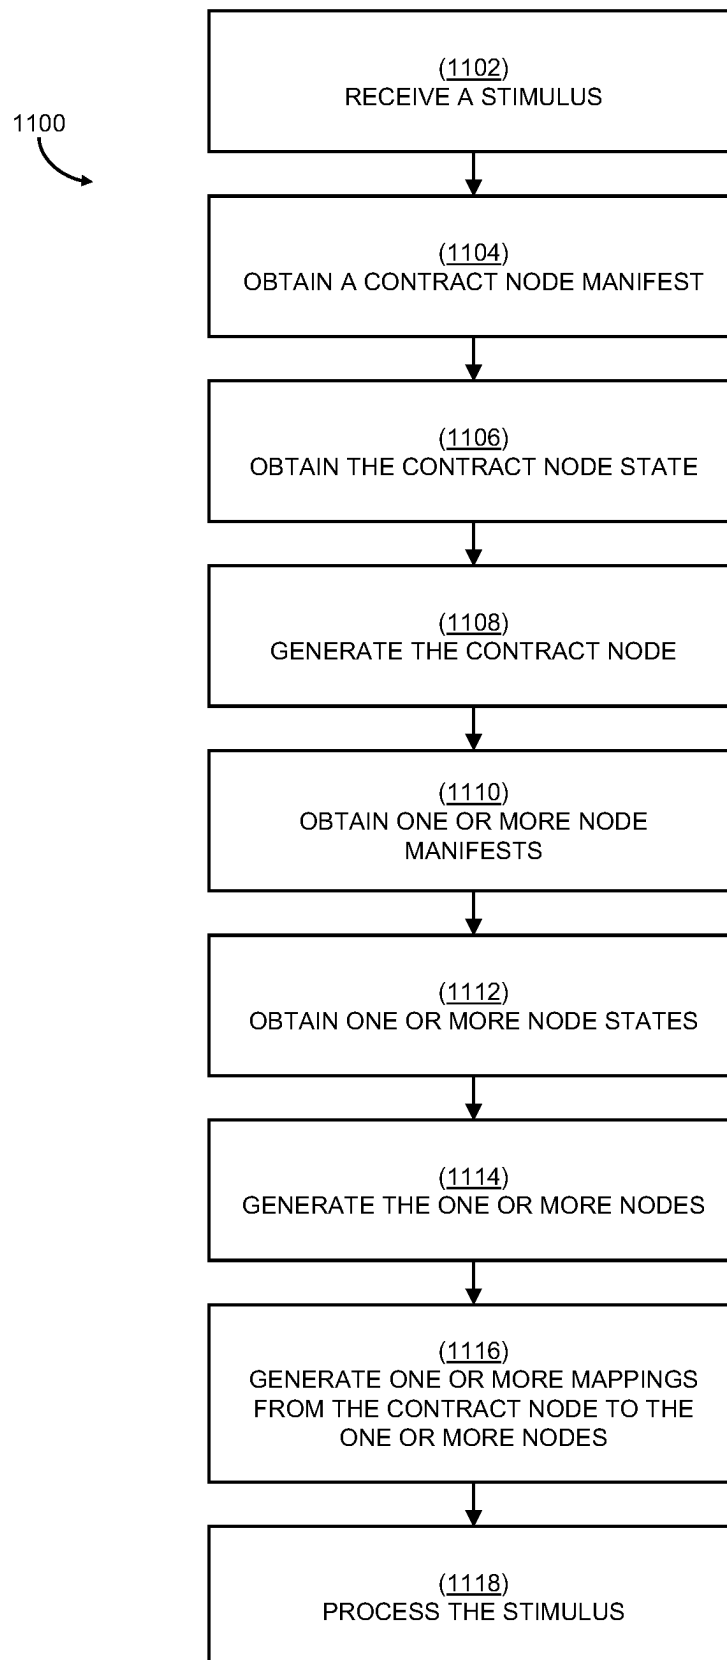 (1102)
RECEIVE A STIMULUS
1100
(1104)
OBTAIN A CONTRACT NODE MANIFEST
(1106)
OBTAIN THE CONTRACT NODE STATE
(1108)
GENERATE THE CONTRACT NODE
(1110)
OBTAIN ONE OR MORE NODE
MANIFESTS
(1112)
OBTAIN ONE OR MORE NODE STATES
(1114)
GENERATE THE ONE OR MORE NODES
(1116)
GENERATE ONE OR MORE MAPPINGS
FROM THE CONTRACT NODE TO THE
ONE OR MORE NODES
(1118)
PROCESS THE STIMULUS